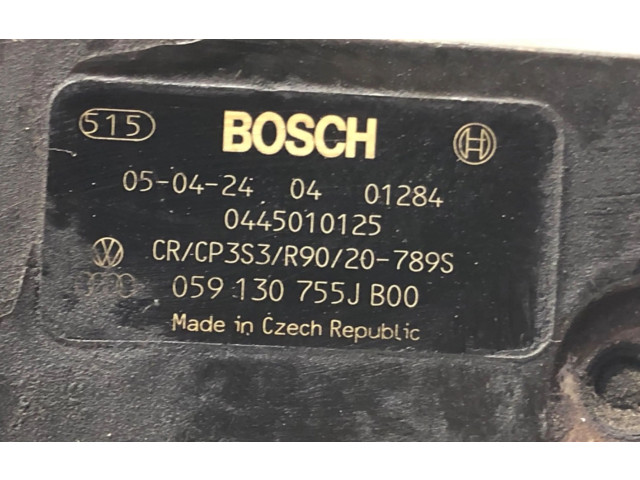 515 BOSCH
05-04-24 04 01284
0445010125
CR/CP3S3/R90/20-789S
059 130 755J B00
Made in Czech Republic